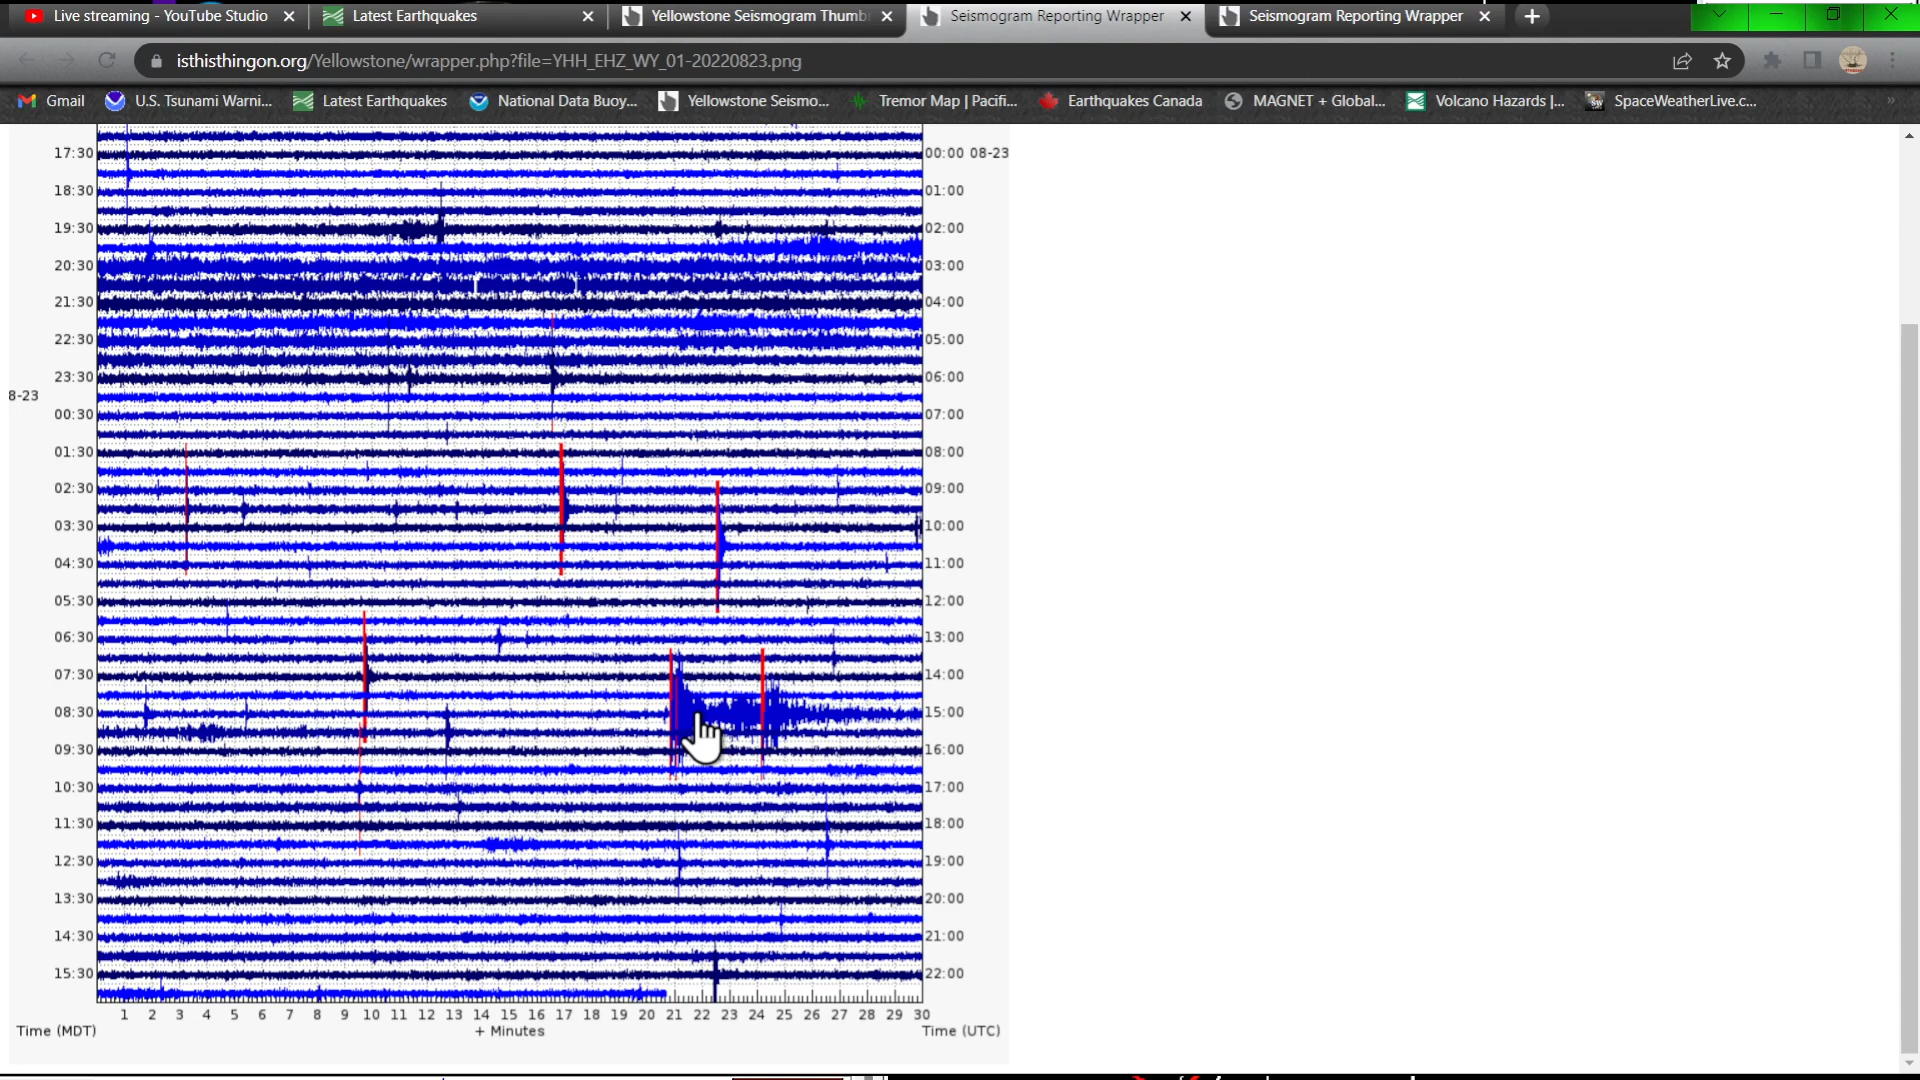 Live streaming - YouTube Studio
Latest Earthquakes
Yellowstone Seismogram Thumb
Seismogram Reporting Wrapper
Seismogram Reporting Wrapper
isthisthingon.org/Yellowstone/wrapper.php?file=YHH_EHZ_WY_01-20220823.png
Gmail
U.S. Tsunami Warni...
Latest Earthquakes
National Data Buoy...
Yellowstone Seismo...
Tremor Map | Pacifi...
Earthquakes Canada
MAGNET + Global...
Volcano Hazards |...
SpaceWeatherLive.c...
17:30 00:00 08-23
18:30 01:00
19:30 02:00
20:30 03:00
21:30 04:00
22:30 05:00
23:30 06:00
8-23
00:30 07:00
01:30 08:00
02:30 09:00
03:30 10:00
04:30 11:00
05:30 12:00
06:30 13:00
07:30 14:00
08:30 15:00
09:30 16:00
10:30 17:00
11:30 18:00
12:30 19:00
13:30 20:00
14:30 21:00
15:30 22:00
1 2 3 4 5 6 7 8 9 10 11 12 13 14 15 16 17 18 19 20 21 22 23 24 25 26 27 28 29 30
Time (MDT) + Minutes Time (UTC)